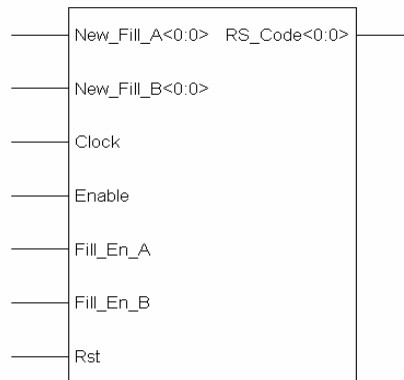 New_Fill_A<0:0> RS_Code<0:0>
New_Fill_B<0:0>
Clock
Enable
Fill_En_A
Fill_En_B
Rst